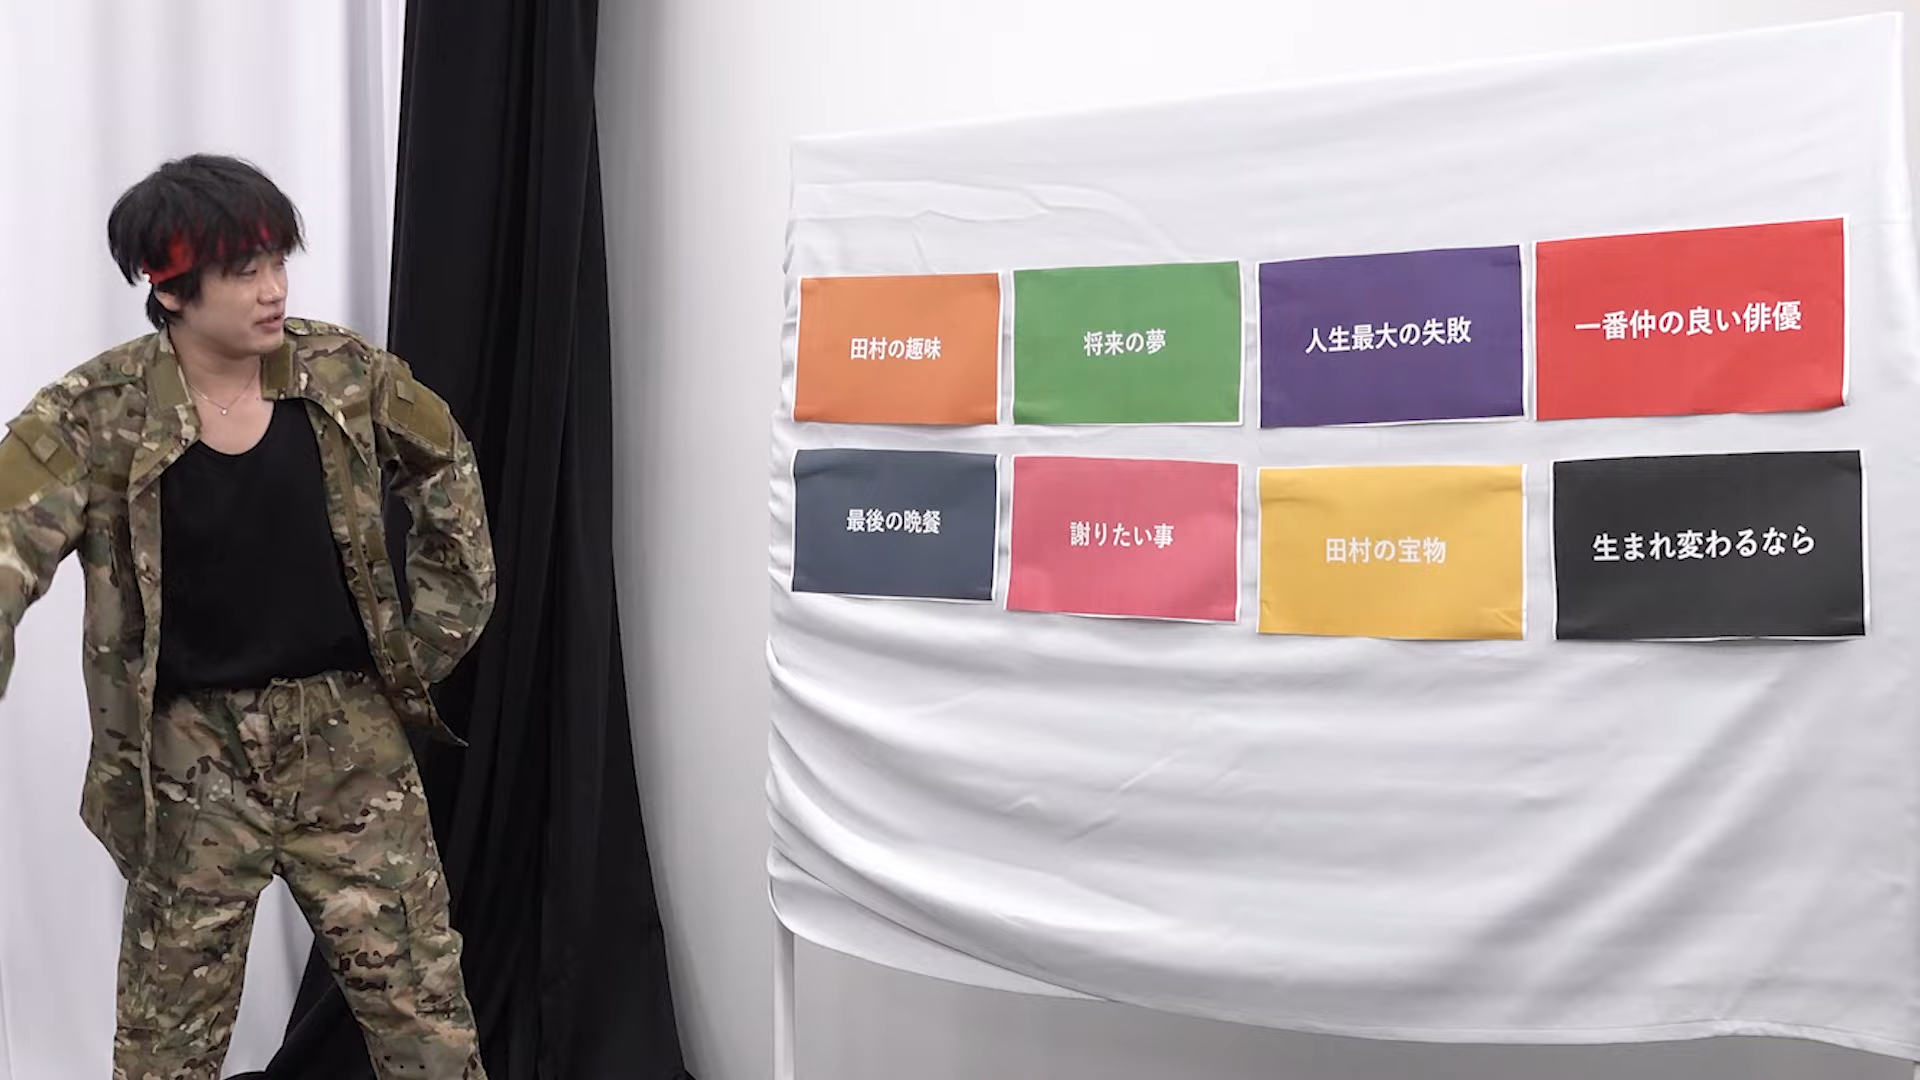 田村の趣味
将来の夢
人生最大の失敗
一番仲の良い俳優
最後の晩餐
謝りたい事
田村の宝物
生まれ変わるなら